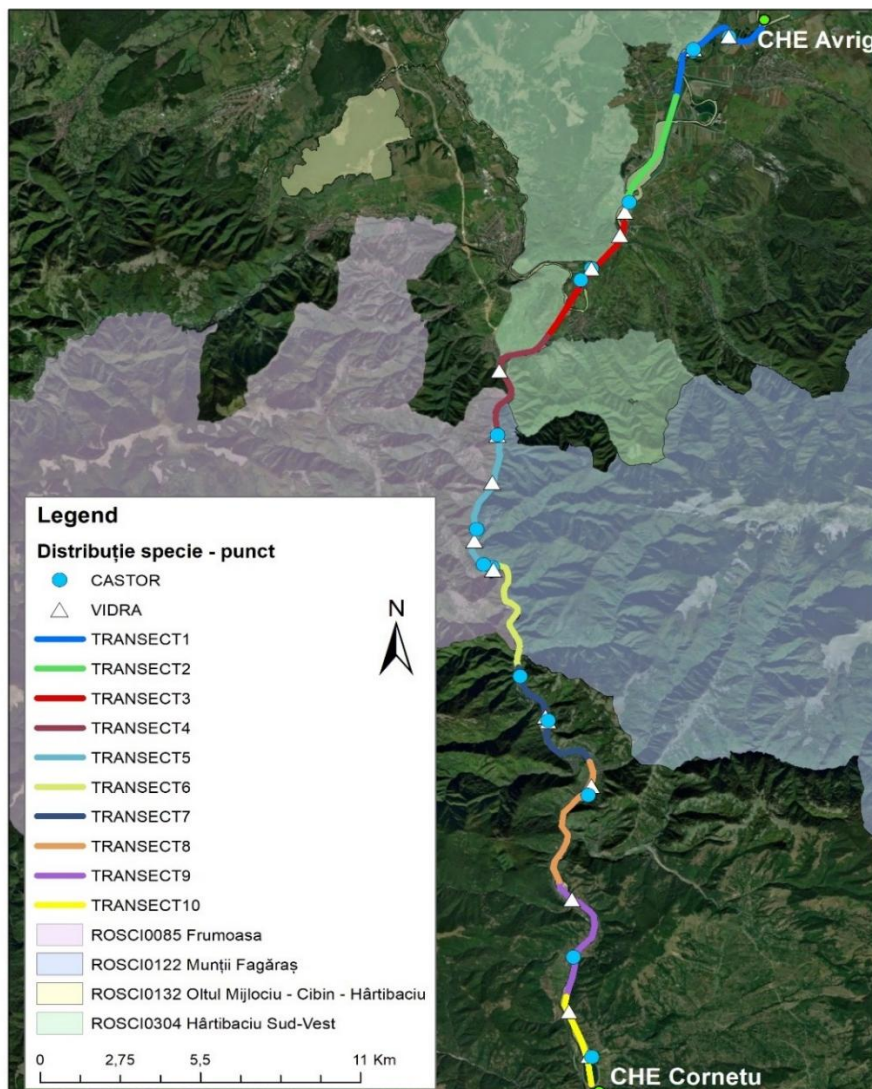 CHE Avrig
Legend
Distribuție specie - punct
CASTOR
VIDRA
N
TRANSECT1
TRANSECT2
TRANSECT3
TRANSECT4
TRANSECT5
TRANSECT6
TRANSECT7
TRANSECT8
TRANSECT9
TRANSECT10
ROSCI0085 Frumoasa
ROSCI0122 Munții Fagăraș
ROSCI0132 Oltul Mijlociu - Cibin - Hârtibaciu
ROSCI0304 Hârtibaciu Sud-Vest
0 2,75 5,5 11 Km
CHE Cornetu